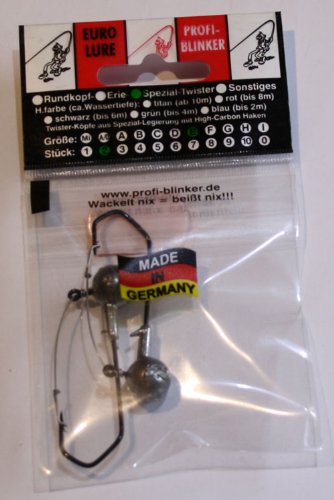 EURO
LURE
PROFI-
BLINKER
Rundkopf- Erie Spezial-Twister Sonstiges
H.farbe (ca.Wassertiefe): titan (ab 10m) rot (bis 8m)
schwarz (bis 6m) grün (bis 4m) blau (bis 2m)
Twister-Köpfe aus Spezial-Legierung mit High-Carbon Haken
Größe: A B C D F G H I
Stück: 1 3 4 5 6 7 9 10 0
www.profi-blinker.de
Wackelt nix = beißt nix!!!
MADE
IN
GERMANY